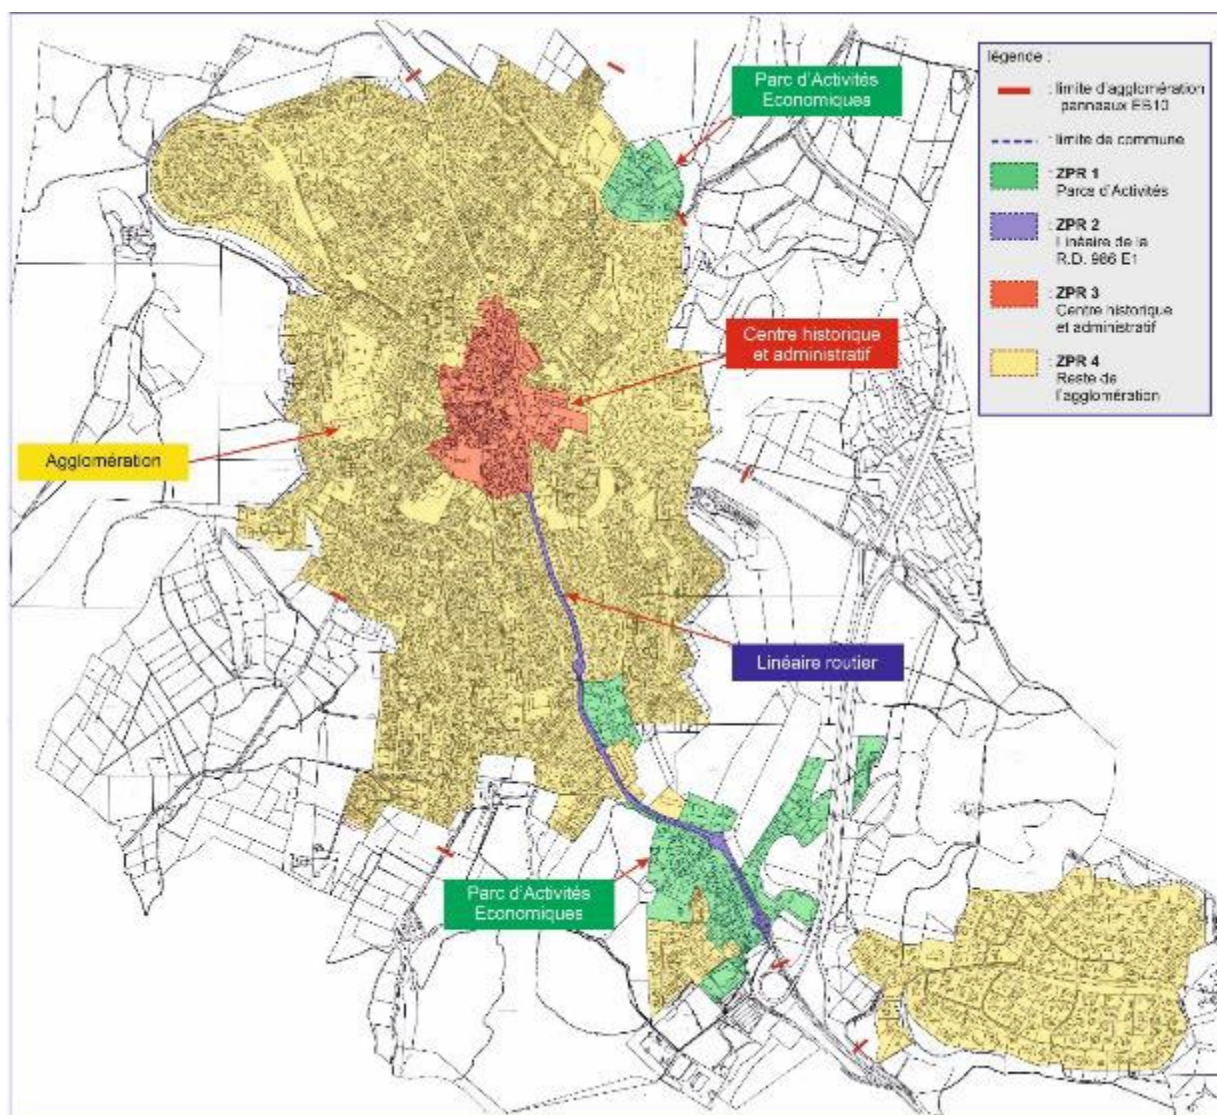 Parc d'Activités
Economiques
légende :
: limite d'agglomération
panneaux EB10
: limite de commune
: ZPR 1
Parcs d'Activités
: ZPR 2
Linéaire de la
R.D. 986 E1
: ZPR 3
Centre historique
et administratif
: ZPR 4
Reste de
l'agglomération
Centre historique
et administratif
Agglomération
Linéaire routier
Parc d'Activités
Economiques